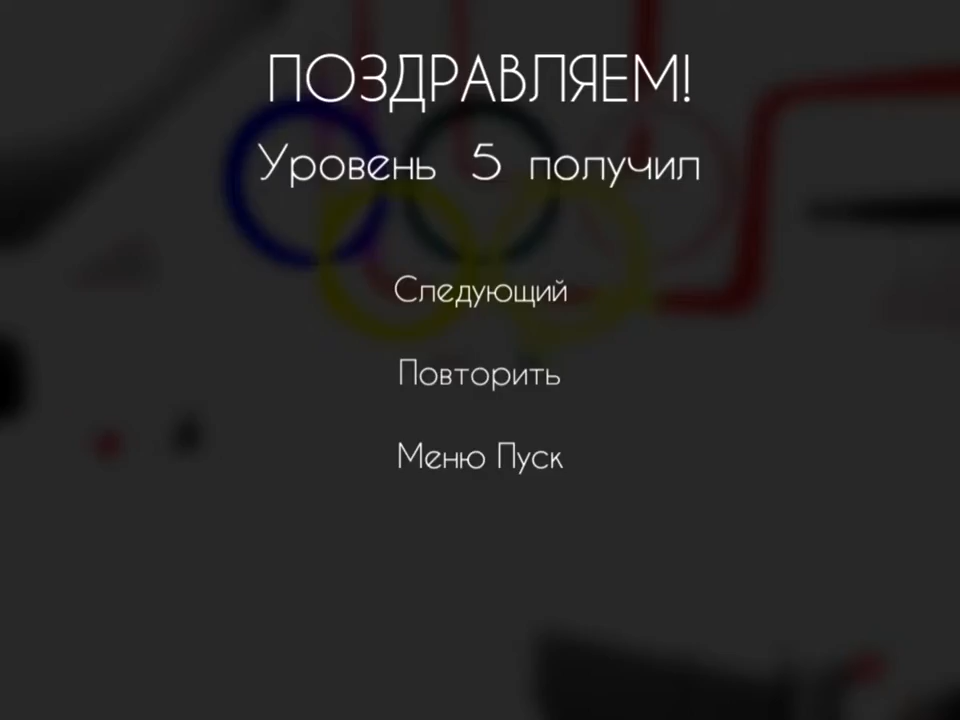 ПОЗДРАВЛЯЕМ!
Уровень 5 получил
Следующий
Повторить
Меню Пуск